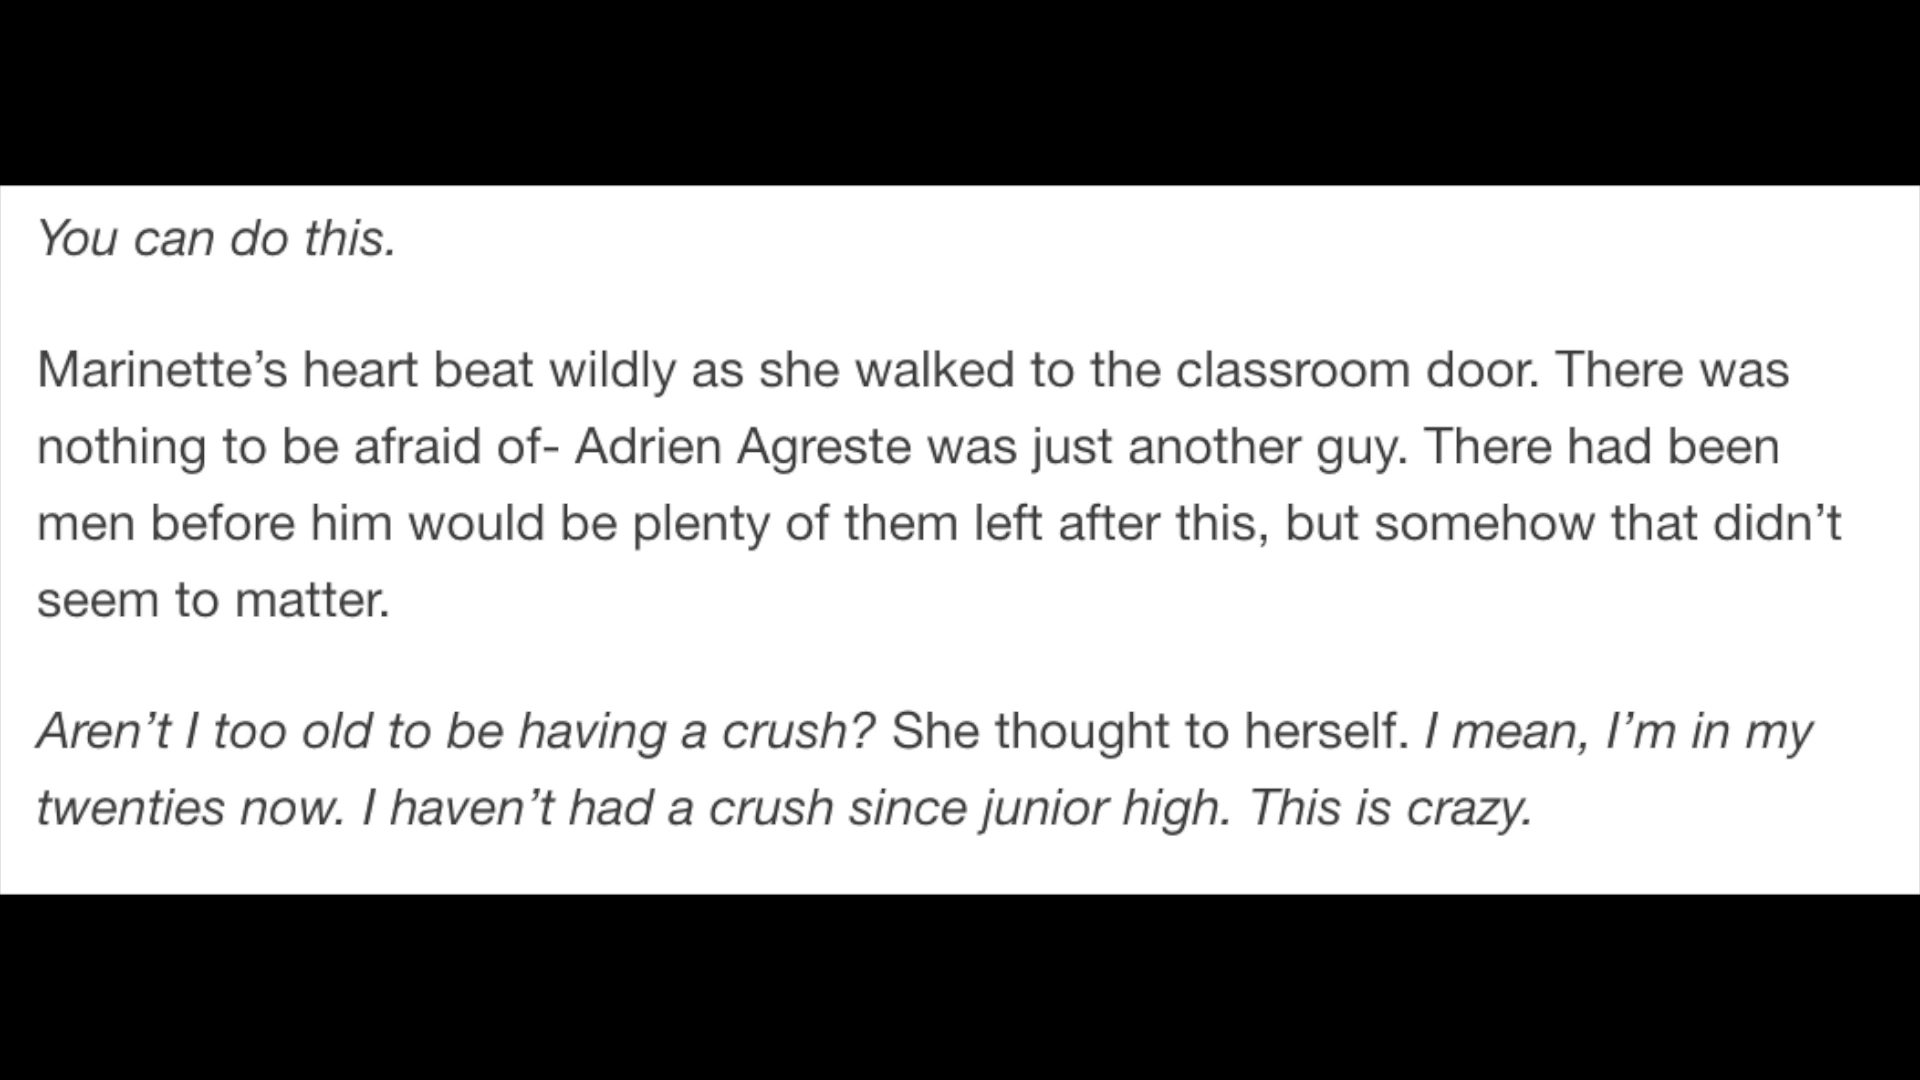 You can do this.
Marinette’s heart beat wildly as she walked to the classroom door. There was
nothing to be afraid of- Adrien Agreste was just another guy. There had been
men before him would be plenty of them left after this, but somehow that didn’t
seem to matter.
Aren’t I too old to be having a crush? She thought to herself. I mean, I’m in my
twenties now. I haven’t had a crush since junior high. This is crazy.